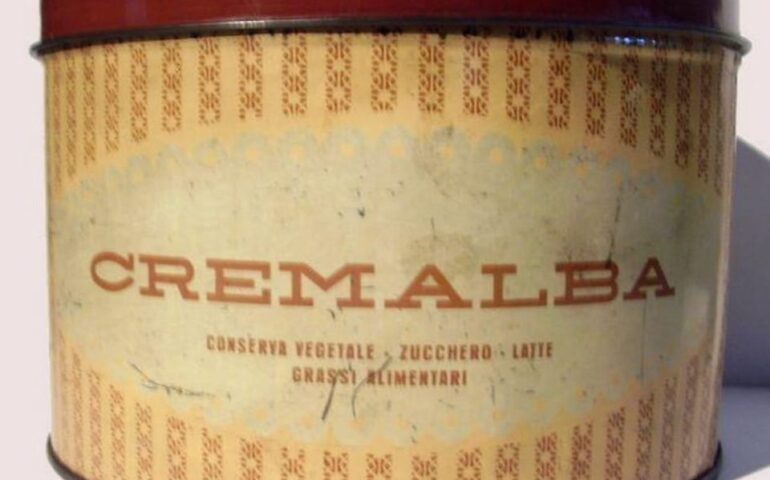 CREMALBA
CONSERVA VEGETALE - ZUCCHERO - LATTE
GRASSI ALIMENTARI